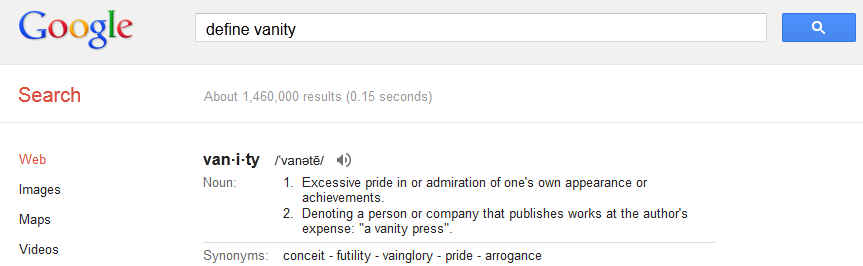 Google
define vanity
Search
About 1,460,000 results (0.15 seconds)
Web
Images
Maps
Videos
van·i·ty /ˈvanətē/
Noun: 1. Excessive pride in or admiration of one's own appearance or
achievements.
2. Denoting a person or company that publishes works at the author's
expense: "a vanity press".
Synonyms: conceit - futility - vainglory - pride - arrogance